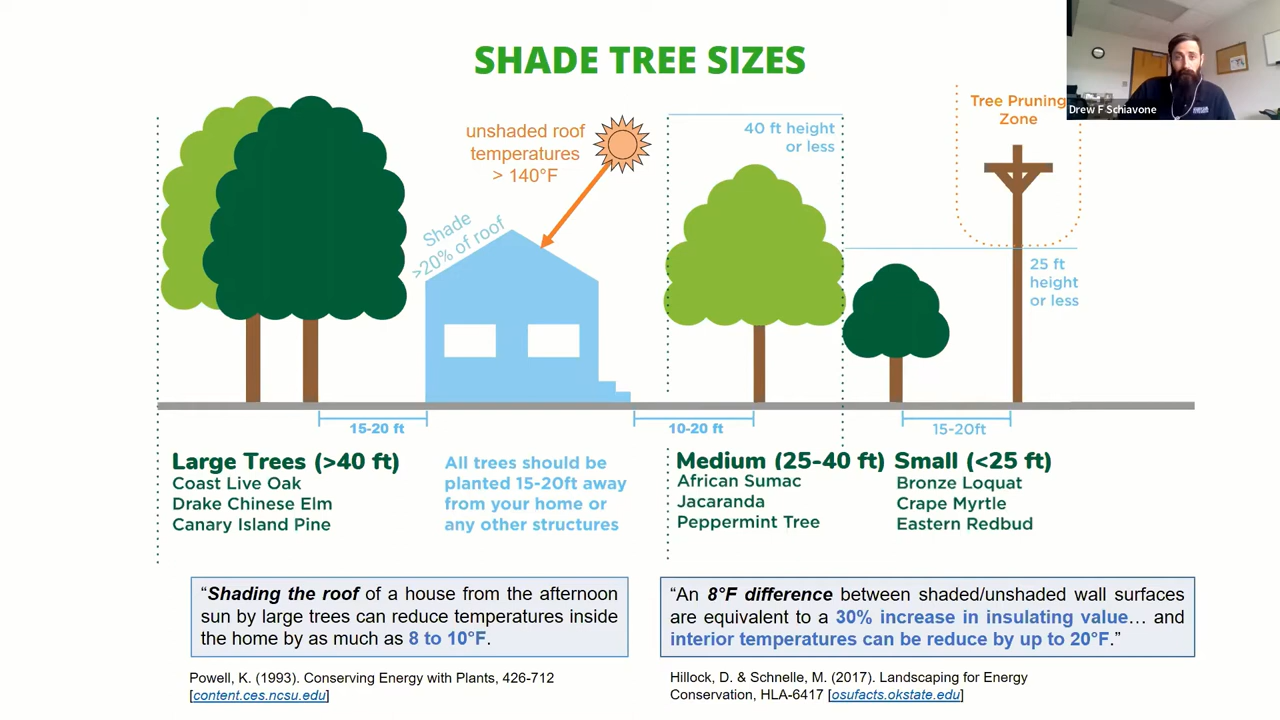 SHADE TREE SIZES
Drew F Schiavone
Tree Pruning
Zone
unshaded roof
temperatures
> 140°F
40 ft height
or less
Shade
>20% of roof
25 ft
height
or less
15-20 ft
10-20 ft
15-20ft
Large Trees (>40 ft)
Coast Live Oak
Drake Chinese Elm
Canary Island Pine
All trees should be
planted 15-20ft away
from your home or
any other structures
Medium (25-40 ft)
African Sumac
Jacaranda
Peppermint Tree
Small (<25 ft)
Bronze Loquat
Crape Myrtle
Eastern Redbud
“Shading the roof of a house from the afternoon
sun by large trees can reduce temperatures inside
the home by as much as 8 to 10°F.
“An 8°F difference between shaded/unshaded wall surfaces
are equivalent to a 30% increase in insulating value… and
interior temperatures can be reduce by up to 20°F.”
Powell, K. (1993). Conserving Energy with Plants, 426-712
[content.ces.ncsu.edu]
Hillock, D. & Schnelle, M. (2017). Landscaping for Energy
Conservation, HLA-6417 [osufacts.okstate.edu]